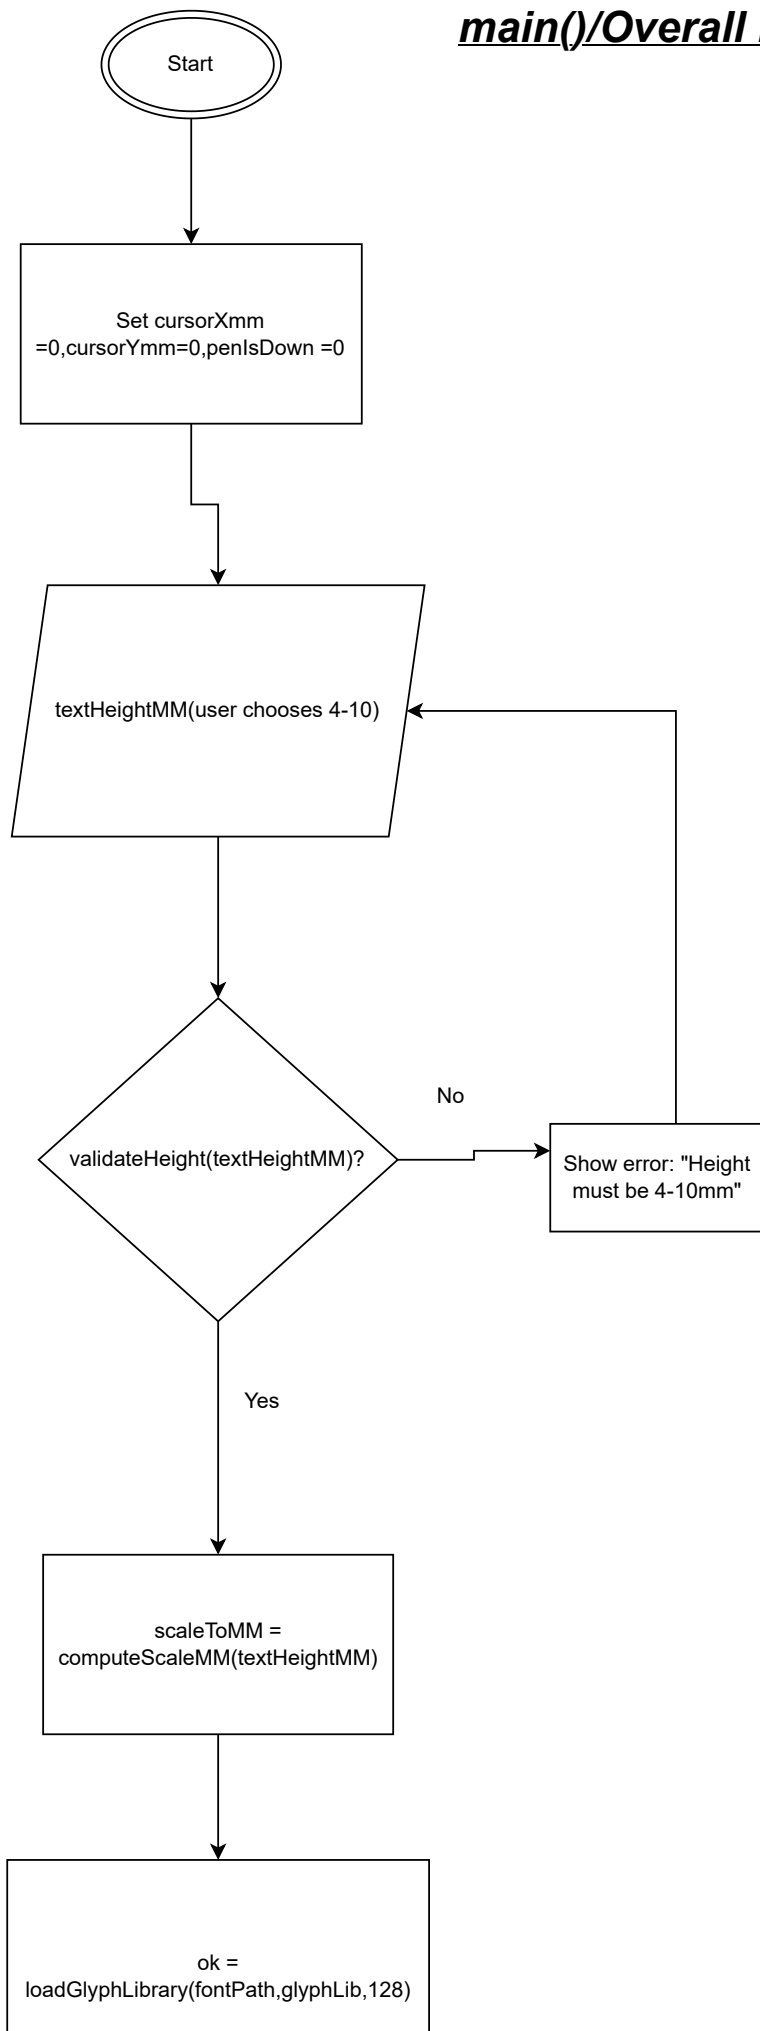 main()/Overall
Start
Set cursorXmm
=0,cursorYmm=0,penIsDown =0
textHeightMM(user chooses 4-10)
validateHeight(textHeightMM)?
No
Show error: "Height
must be 4-10mm"
Yes
scaleToMM =
computeScaleMM(textHeightMM)
ok =
loadGlyphLibrary(fontPath,glyphLib,128)